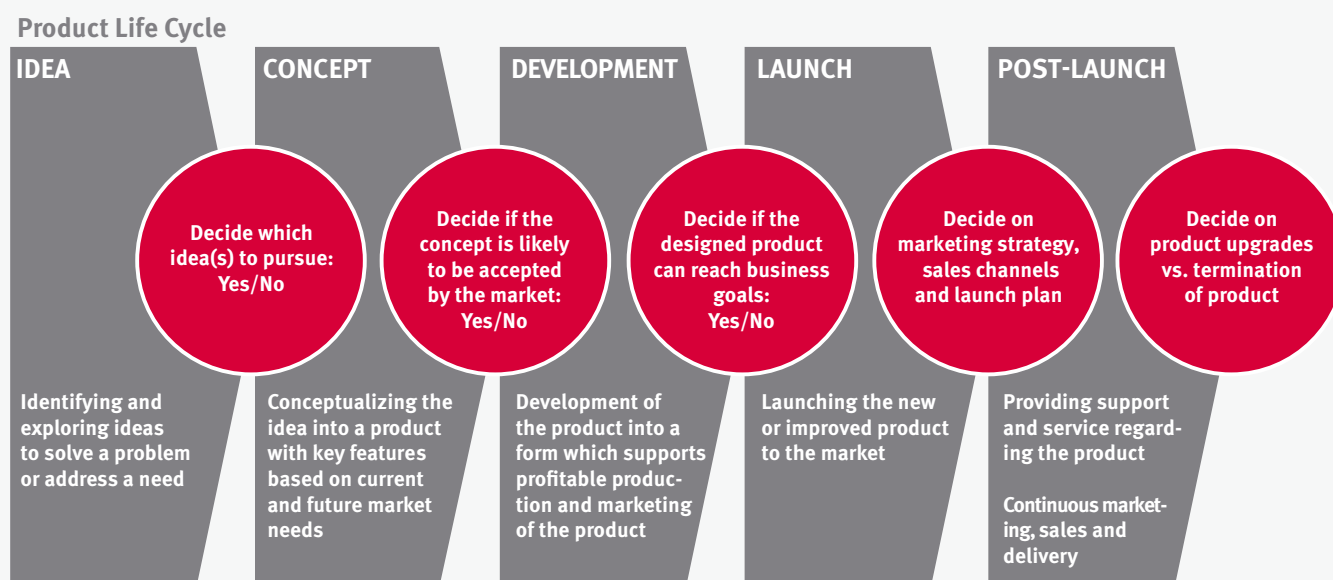 Product Life Cycle
IDEA
Decide which
idea(s) to pursue:
Yes/No
Identifying and
exploring ideas
to solve a problem
or address a need
CONCEPT
Decide if the
concept is likely
to be accepted
by the market:
Yes/No
Conceptualizing the
idea into a product
with key features
based on current
and future market
needs
DEVELOPMENT
Decide if the
designed product
can reach business
goals:
Yes/No
Development of
the product into a
form which supports
profitable produc-
tion and marketing
of the product
LAUNCH
Decide on
marketing strategy,
sales channels
and launch plan
Launching the new
or improved product
to the market
POST-LAUNCH
Decide on
product upgrades
vs. termination
of product
Providing support
and service regard-
ing the product
Continuous market-
ing, sales and
delivery